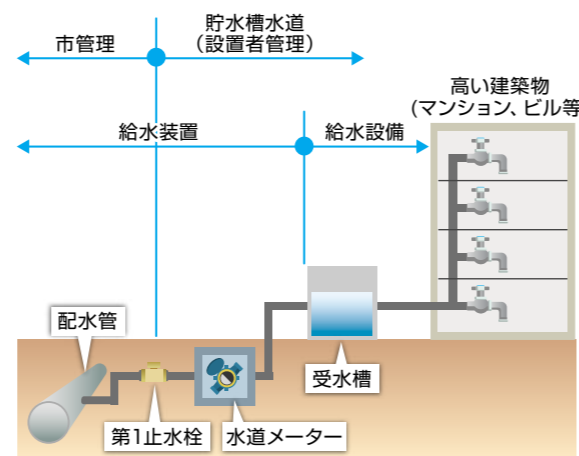 市管理
貯水槽水道
（設置者管理）
給水装置
給水設備
高い建築物
(マンション、ビル等
配水管
第1止水栓
水道メーター
受水槽